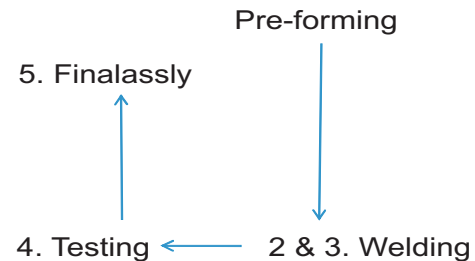 Pre-forming
5. Finalassly
4. Testing
2 & 3. Welding